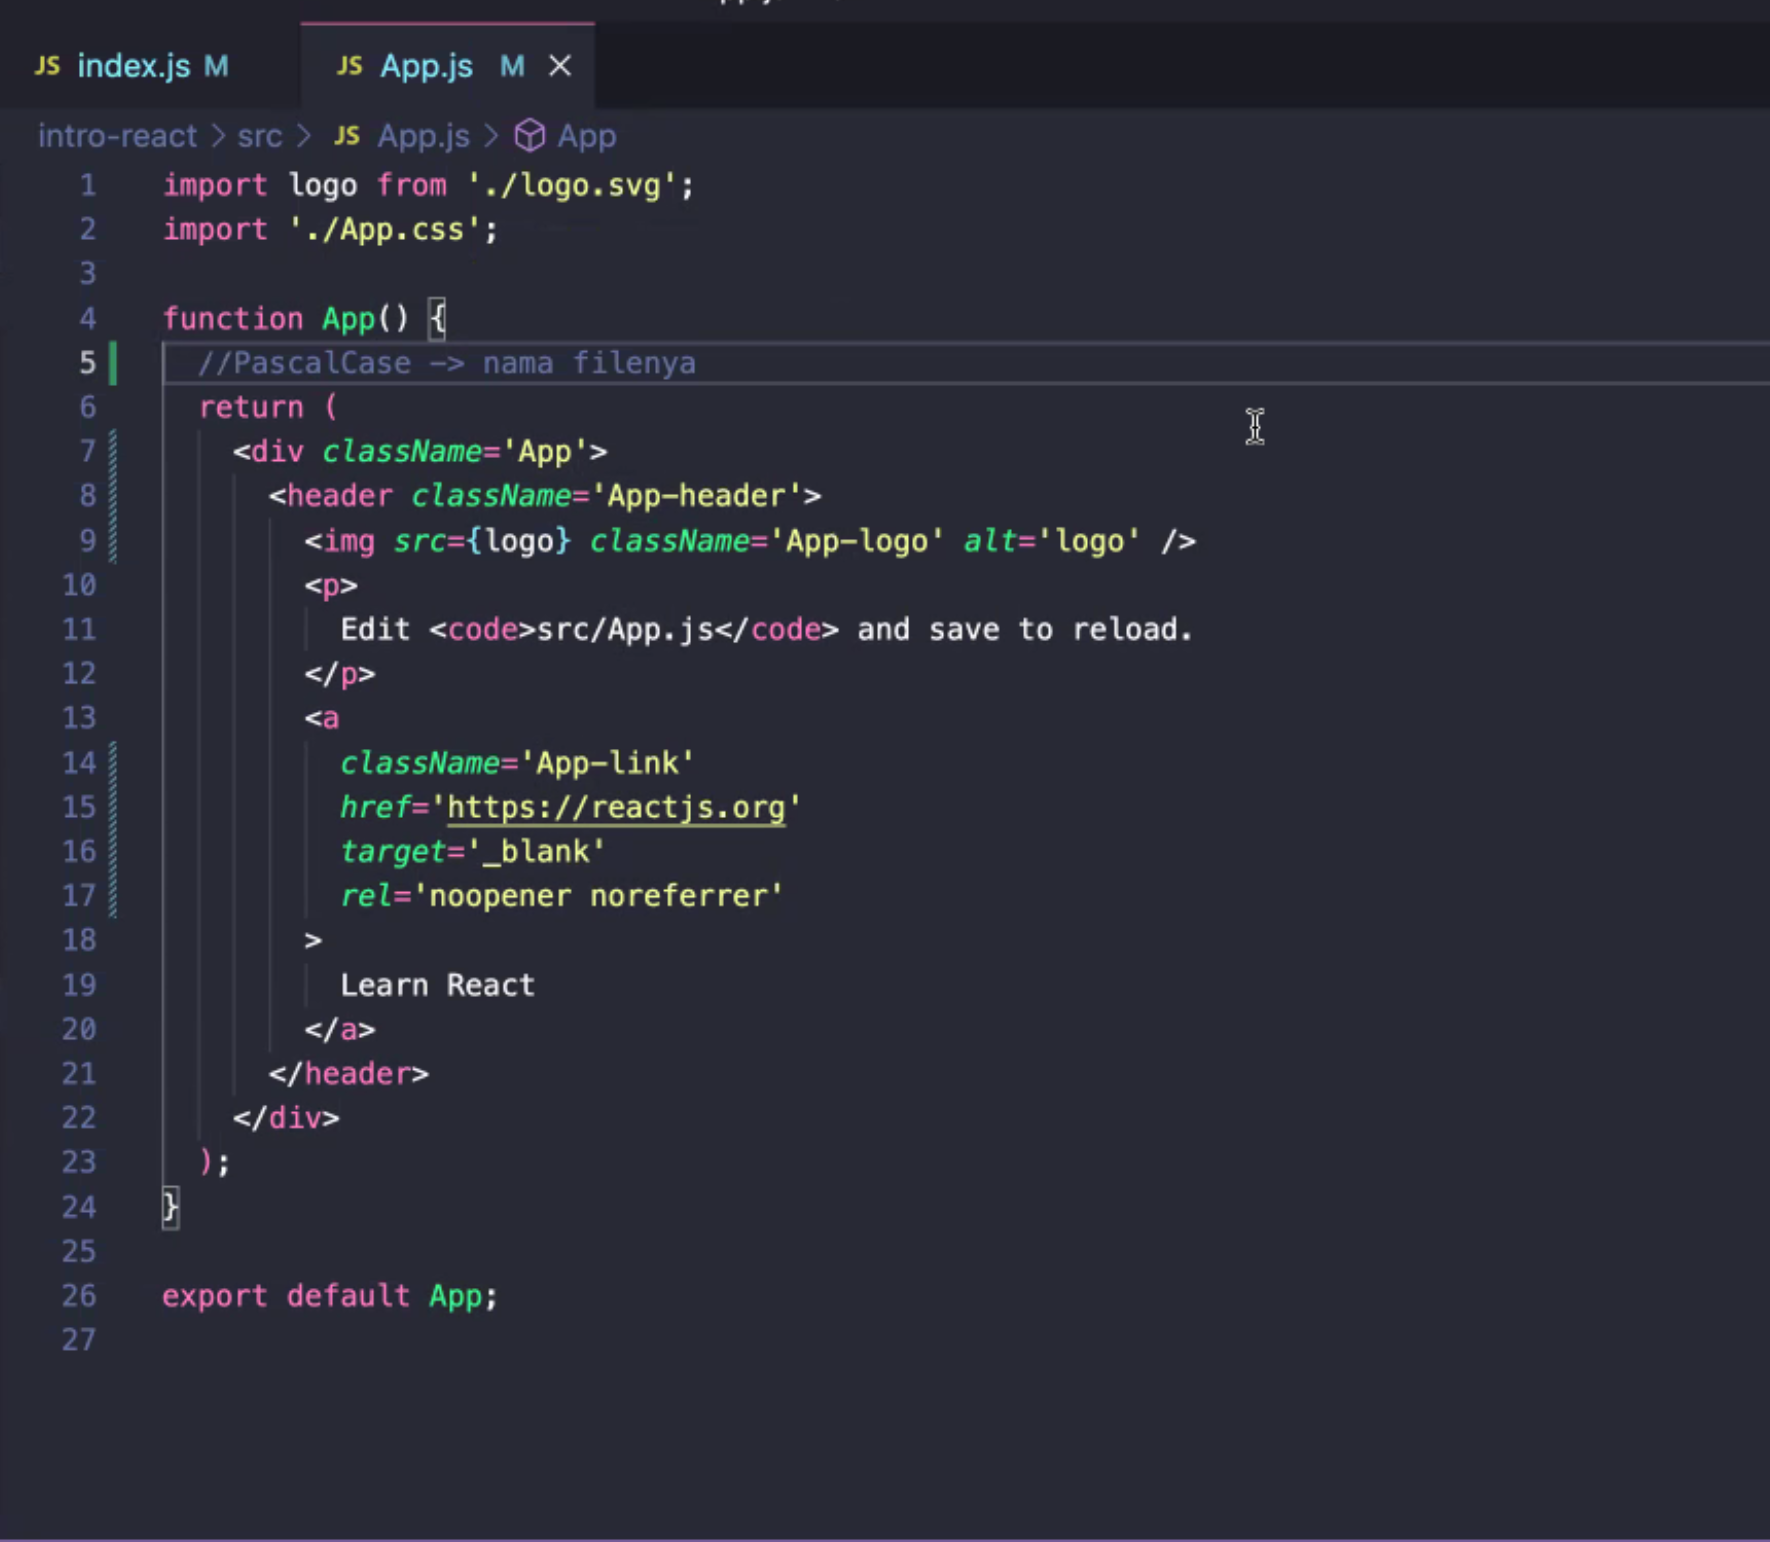 JS index.js M JS App.js M ×
intro-react > src > JS App.js > App
1 import logo from './logo.svg';
2 import './App.css';
3
4 function App() {
5 //PascalCase -> nama filenya
6 return (
7 <div className='App'>
8 <header className='App-header'>
9 <img src={logo} className='App-logo' alt='logo' />
10 <p>
11 Edit <code>src/App.js</code> and save to reload.
12 </p>
13 <a
14 className='App-link'
15 href='https://reactjs.org'
16 target='_blank'
17 rel='noopener noreferrer'
18 >
19 Learn React
20 </a>
21 </header>
22 </div>
23 );
24 }
25
26 export default App;
27